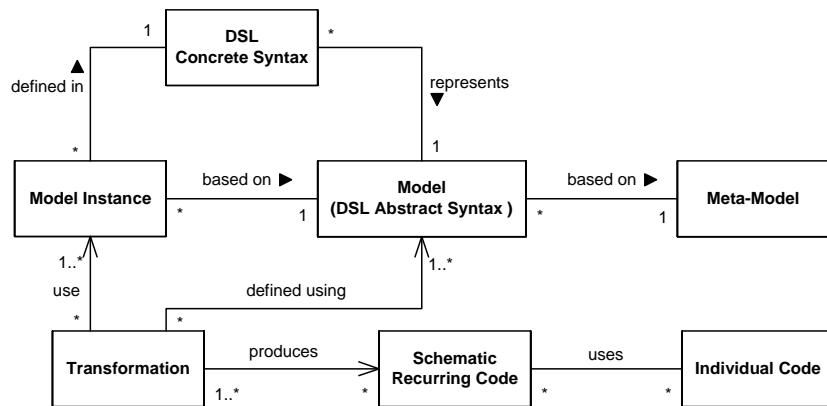 1
DSL
Concrete Syntax
*
defined in
represents
*
1
Model Instance
based on
*
1
Model
(DSL Abstract Syntax )
based on
*
1
Meta-Model
1..*
use
*
defined using
*
1..*
Transformation
produces
1..*
*
Schematic
Recurring Code
uses
*
*
Individual Code